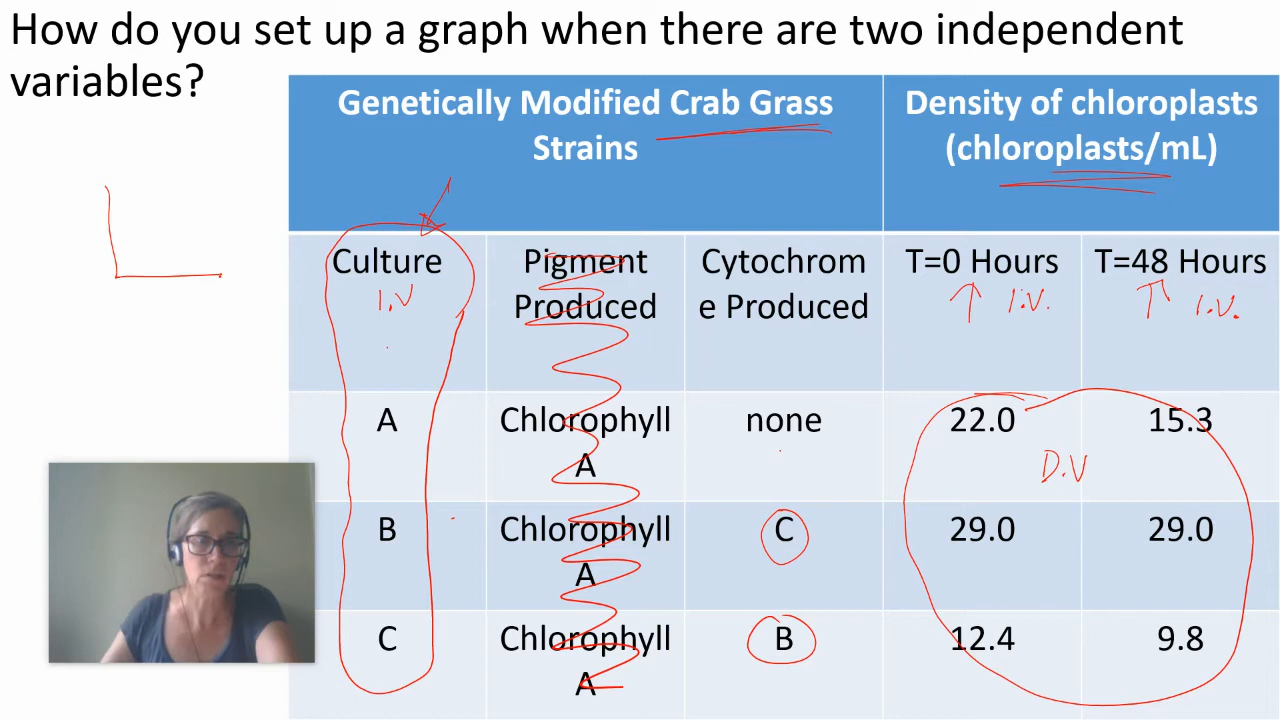 How do you set up a graph when there are two independent
variables?
Genetically Modified Crab Grass
Strains
Density of chloroplasts
(chloroplasts/mL)
Culture
I.V
Pigment
Produced
Cytochrom
e Produced
T=0 Hours
I.V.
T=48 Hours
I.V.
A
Chlorophyll
A
none
22.0
15.3
D.V
B
Chlorophyll
A
C
29.0
29.0
C
Chlorophyll
A
B
12.4
9.8